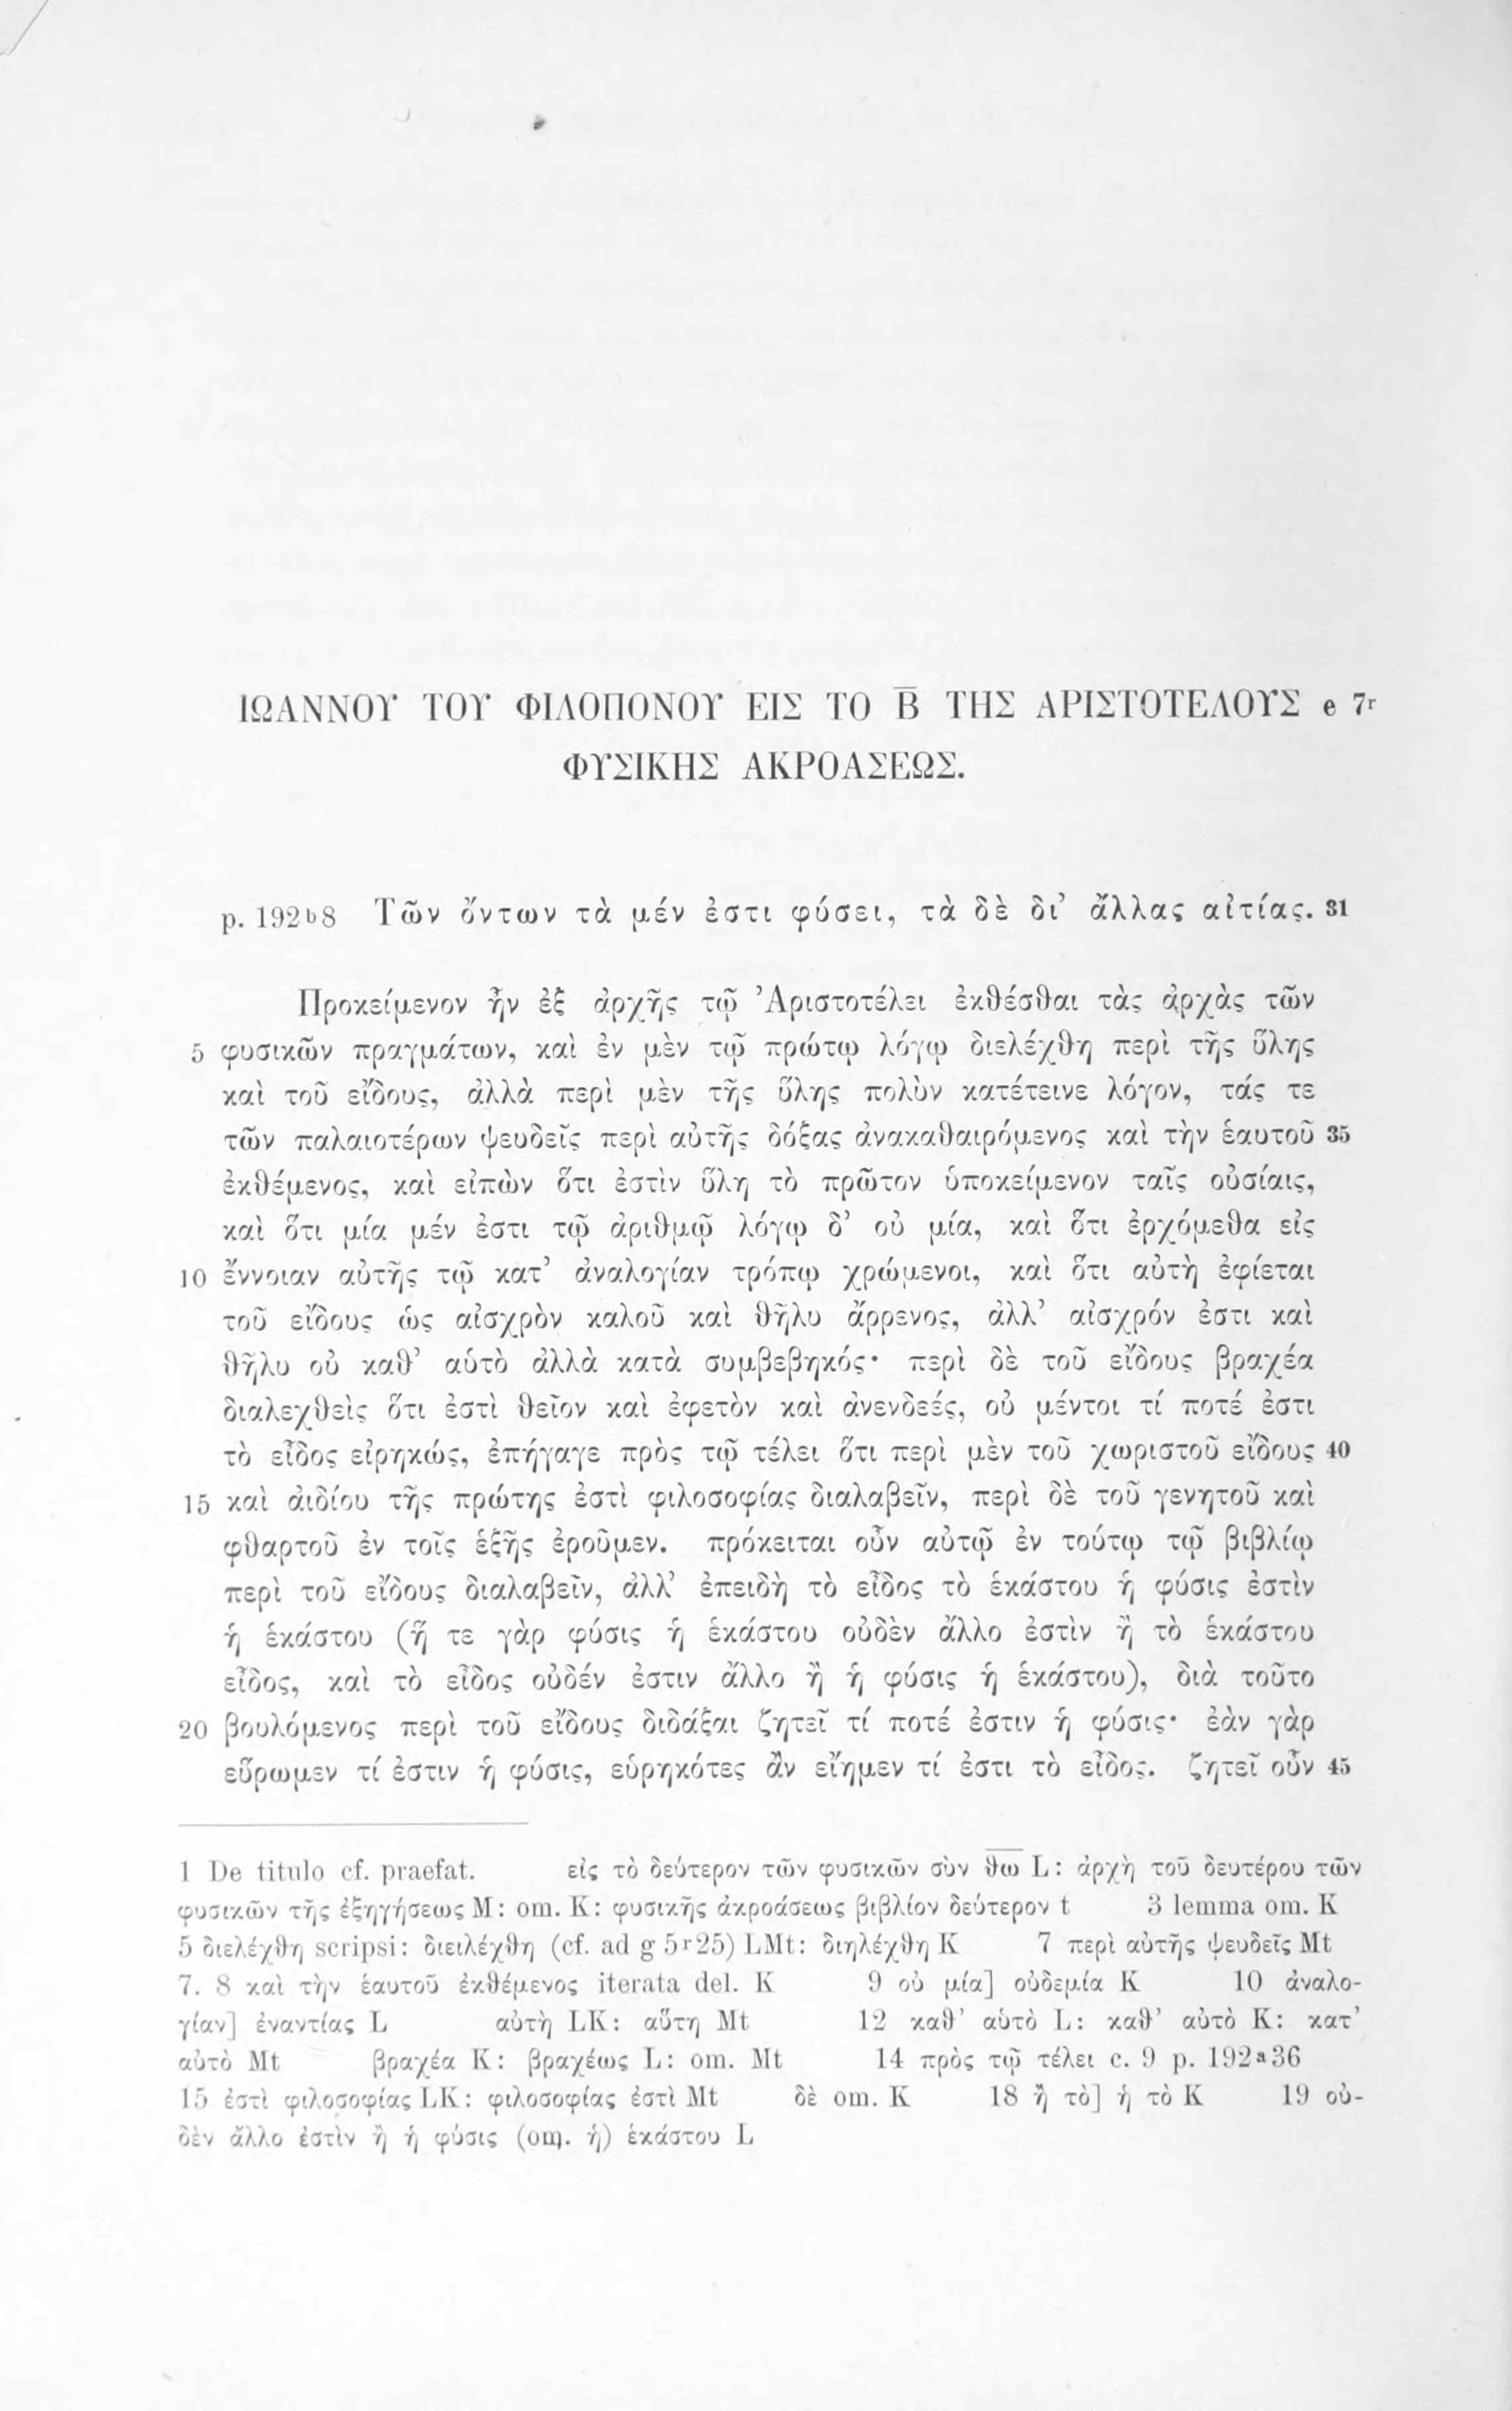 ΙΩΑΝΝΟΥ ΤΟΥ ΦΙΛΟΠΟΝΟΥ ΕΙΣ ΤΟ Β̅ ΤΗΣ ΑΡΙΣΤΟΤΕΛΟΥΣ e 7r
ΦΥΣΙΚΗΣ ΑΚΡΟΑΣΕΩΣ.
p. 192b8 Τῶν ὄντων τὰ μέν ἐστι φύσει, τὰ δὲ δι’ ἄλλας αἰτίας. 31
Προκείμενον ἦν ἐξ ἀρχῆς τῷ Ἀριστοτέλει ἐκθέσθαι τὰς ἀρχὰς τῶν
5 φυσικῶν πραγμάτων, καὶ ἐν μὲν τῷ πρώτῳ λόγῳ διελέχθη περὶ τῆς ὕλης
καὶ τοῦ εἴδους, ἀλλὰ περὶ μὲν τῆς ὕλης πολὺν κατέτεινε λόγον, τάς τε
τῶν παλαιοτέρων ψευδεῖς περὶ αὐτῆς δόξας ἀνακαθαιρόμενος καὶ τὴν ἑαυτοῦ 35
ἐκθέμενος, καὶ εἰπὼν ὅτι ἐστὶν ὕλη τὸ πρῶτον ὑποκείμενον ταῖς οὐσίαις,
καὶ ὅτι μία μέν ἐστι τῷ ἀριθμῷ λόγῳ δ’ οὐ μία, καὶ ὅτι ἐρχόμεθα εἰς
10 ἔννοιαν αὐτῆς τῷ κατ’ ἀναλογίαν τρόπῳ χρώμενοι, καὶ ὅτι αὐτὴ ἐφίεται
τοῦ εἴδους ὡς αἰσχρὸν καλοῦ καὶ θῆλυ ἄρρενος, ἀλλ’ αἰσχρόν ἐστι καὶ
θῆλυ οὐ καθ’ αὑτὸ ἀλλὰ κατὰ συμβεβηκός· περὶ δὲ τοῦ εἴδους βραχέα
διαλεχθεὶς ὅτι ἐστὶ θεῖον καὶ ἐφετὸν καὶ ἀνενδεές, οὐ μέντοι τί ποτέ ἐστι
τὸ εἶδος εἰρηκώς, ἐπήγαγε πρὸς τῷ τέλει ὅτι περὶ μὲν τοῦ χωριστοῦ εἴδους 40
15 καὶ ἀιδίου τῆς πρώτης ἐστὶ φιλοσοφίας διαλαβεῖν, περὶ δὲ τοῦ γενητοῦ καὶ
φθαρτοῦ ἐν τοῖς ἑξῆς ἐροῦμεν. πρόκειται οὖν αὐτῷ ἐν τούτῳ τῷ βιβλίῳ
περὶ τοῦ εἴδους διαλαβεῖν, ἀλλ’ ἐπειδὴ τὸ εἶδος τὸ ἑκάστου ἡ φύσις ἐστὶν
ἡ ἑκάστου (ἥ τε γὰρ φύσις ἡ ἑκάστου οὐδὲν ἄλλο ἐστὶν ἢ τὸ ἑκάστου
εἶδος, καὶ τὸ εἶδος οὐδέν ἐστιν ἄλλο ἢ ἡ φύσις ἡ ἑκάστου), διὰ τοῦτο
20 βουλόμενος περὶ τοῦ εἴδους διδάξαι ζητεῖ τί ποτέ ἐστιν ἡ φύσις· ἐὰν γὰρ
εὕρωμεν τί ἐστιν ἡ φύσις, εὑρηκότες ἂν εἴημεν τί ἐστι τὸ εἶδος. ζητεῖ οὖν 45
1 De titulo cf. praefat. εἰς τὸ δεύτερον τῶν φυσικῶν σὺν θ̅ω̅ L: ἀρχὴ τοῦ δευτέρου τῶν
φυσικῶν τῆς ἐξηγήσεως M: om. K: φυσικῆς ἀκροάσεως βιβλίον δεύτερον t 3 lemma om. K
5 διελέχθη scripsi: διειλέχθη (cf. ad g 5r25) LMt: διηλέχθη K 7 περὶ αὐτῆς ψευδεῖς Mt
7. 8 καὶ τὴν ἑαυτοῦ ἐκθέμενος iterata del. K 9 οὐ μία] οὐδεμία K 10 ἀναλο-
γίαν] ἐναντίας L αὐτὴ LK: αὕτη Mt 12 καθ’ αὑτὸ L: καθ’ αὐτὸ K: κατ’
αὐτὸ Mt βραχέα K: βραχέως L: om. Mt 14 πρὸς τῷ τέλει c. 9 p. 192a36
15 ἐστὶ φιλοσοφίας LK: φιλοσοφίας ἐστὶ Mt δὲ om. K 18 ἢ τὸ] ἡ τὸ K 19 οὐ-
δὲν ἄλλο ἐστὶν ἢ ἡ φύσις (om. ἡ) ἑκάστου L